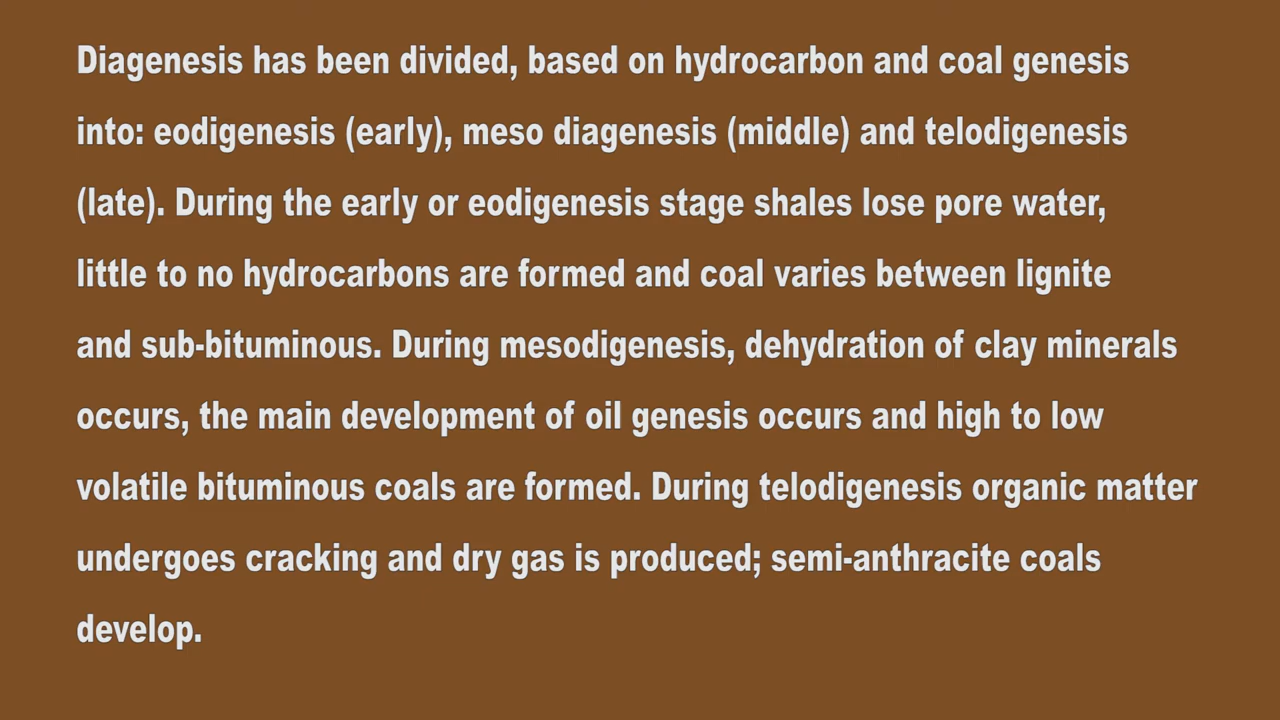 Diagenesis has been divided, based on hydrocarbon and coal genesis
into: eodigenesis (early), meso diagenesis (middle) and telodigenesis
(late). During the early or eodigenesis stage shales lose pore water,
little to no hydrocarbons are formed and coal varies between lignite
and sub-bituminous. During mesodigenesis, dehydration of clay minerals
occurs, the main development of oil genesis occurs and high to low
volatile bituminous coals are formed. During telodigenesis organic matter
undergoes cracking and dry gas is produced; semi-anthracite coals
develop.